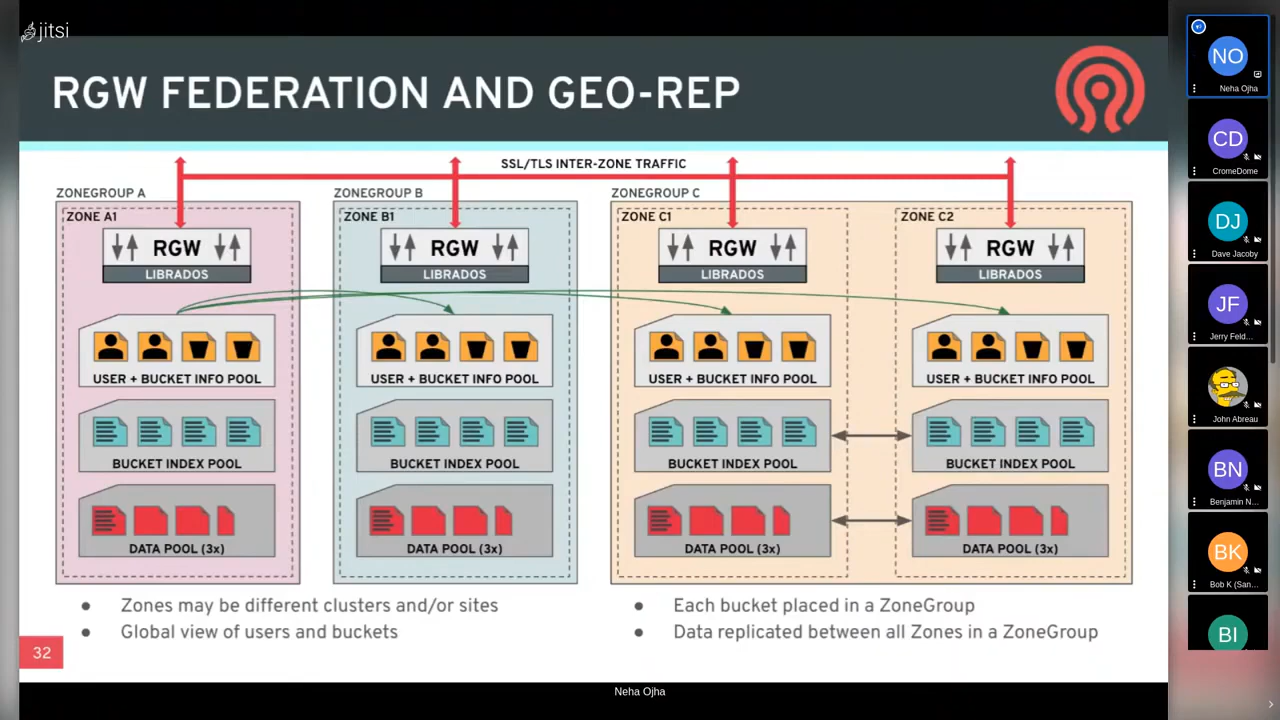 jitsi
RGW FEDERATION AND GEO-REP
SSL/TLS INTER-ZONE TRAFFIC
ZONEGROUP A
ZONEGROUP B
ZONEGROUP C
ZONE A1
ZONE B1
ZONE C1
ZONE C2
RGW
LIBRADOS
RGW
LIBRADOS
RGW
LIBRADOS
RGW
LIBRADOS
USER + BUCKET INFO POOL
USER + BUCKET INFO POOL
USER + BUCKET INFO POOL
USER + BUCKET INFO POOL
BUCKET INDEX POOL
BUCKET INDEX POOL
BUCKET INDEX POOL
BUCKET INDEX POOL
DATA POOL (3x)
DATA POOL (3x)
DATA POOL (3x)
DATA POOL (3x)
● Zones may be different clusters and/or sites
● Global view of users and buckets
● Each bucket placed in a ZoneGroup
● Data replicated between all Zones in a ZoneGroup
32
Neha Ojha
NO
Neha Ojha
CD
CromeDome
DJ
Dave Jacoby
JF
Jerry Feld...
John Abreau
BN
Benjamin N...
BK
Bob K (San...
BI